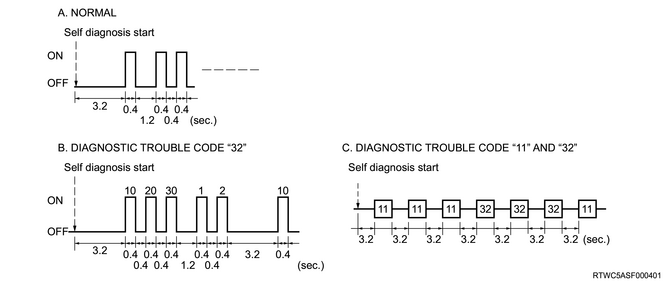 A. NORMAL
Self diagnosis start
ON
OFF
3.2 0.4 0.4 0.4
1.2 0.4 (sec.)
B. DIAGNOSTIC TROUBLE CODE “32”
Self diagnosis start
10 20 30 1 2 10
ON
OFF
3.2 0.4 0.4 0.4 0.4 0.4 3.2 0.4
0.4 0.4 1.2 0.4 (sec.)
C. DIAGNOSTIC TROUBLE CODE “11” AND “32”
Self diagnosis start
11 11 11 32 32 32 11
3.2 3.2 3.2 3.2 3.2 3.2 3.2 (sec.)
RTWC5ASF000401